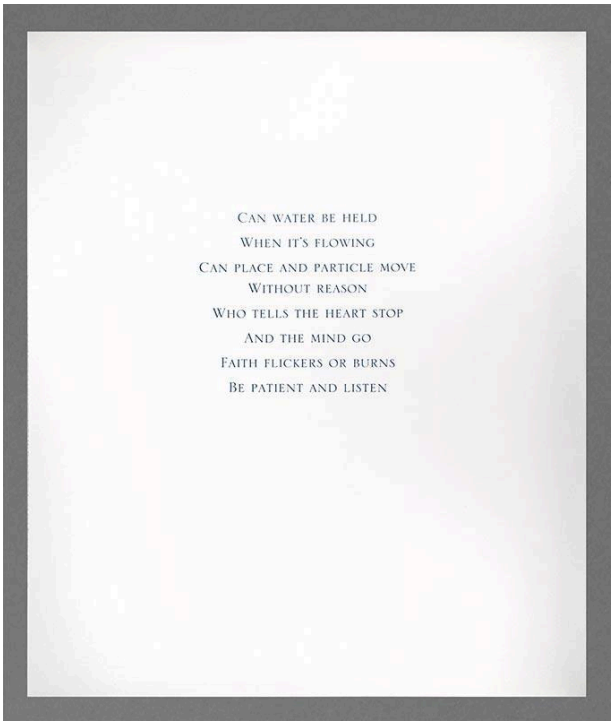 Can water be held
When it's flowing
Can place and particle move
Without reason
Who tells the heart stop
And the mind go
Faith flickers or burns
Be patient and listen